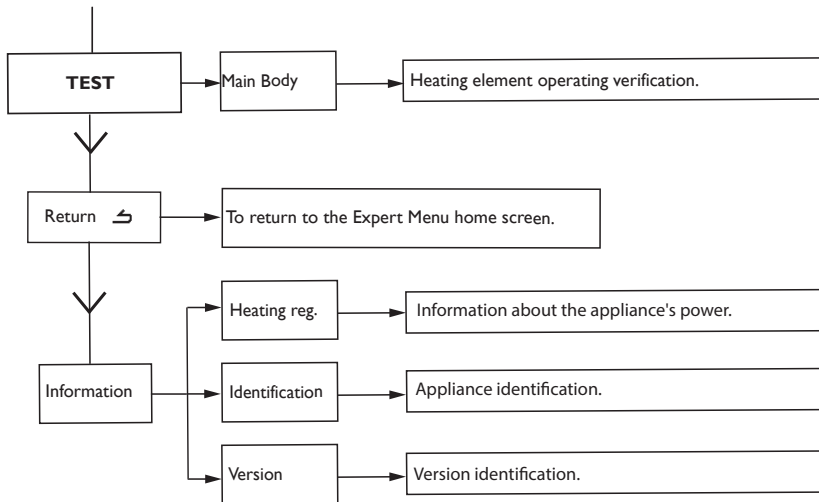 TEST
Main Body
Heating element operating verification.
Return
To return to the Expert Menu home screen.
Heating reg.
Information about the appliance's power.
Information
Identification
Appliance identification.
Version
Version identification.